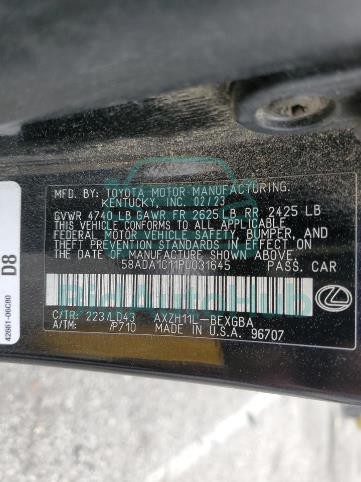 MFD. BY: TOYOTA MOTOR MANUFACTURING.
KENTUCKY, INC. 02/23
GVWR 4740 LB GAWR FR 2625 LB RR 2425 LB
THIS VEHICLE CONFORMS TO ALL APPLICABLE
FEDERAL MOTOR VEHICLE SAFETY, BUMPER, AND
THEFT PREVENTION STANDARDS IN EFFECT ON
THE DATE OF MANUFACTURE SHOWN ABOVE.
58ADA1C11PU031645 PASS. CAR
C/TR: 223/LD43 AXZH11L-BEXGBA
A/TM: /P710 MADE IN U.S.A. 96707
D8
42661-06C80